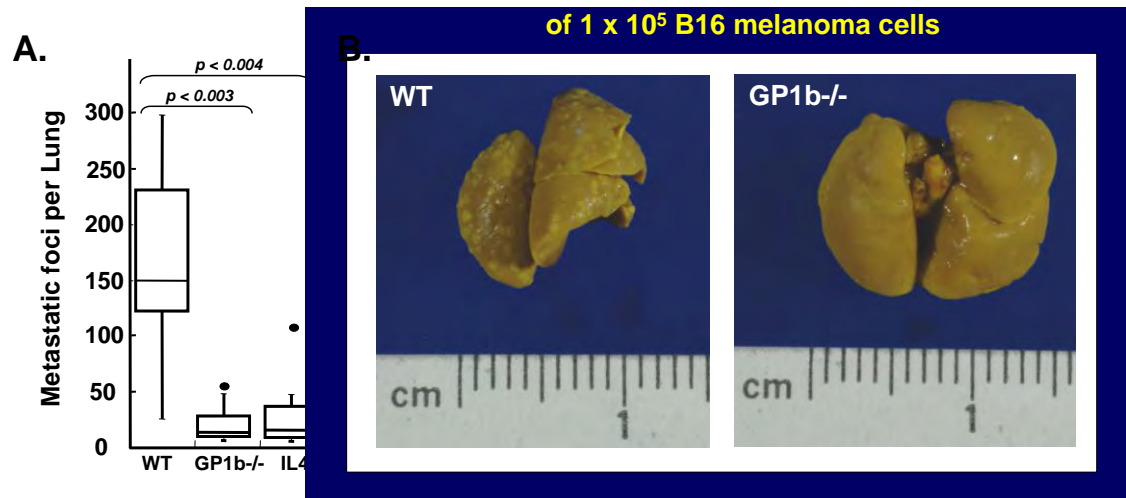 of 1 x 10⁵ B16 melanoma cells
A.
B.
p < 0.004
p < 0.003
Metastatic foci per Lung
300
250
200
150
100
50
0
WT
GP1b-/-
IL4
WT
cm
1
GP1b-/-
cm
1